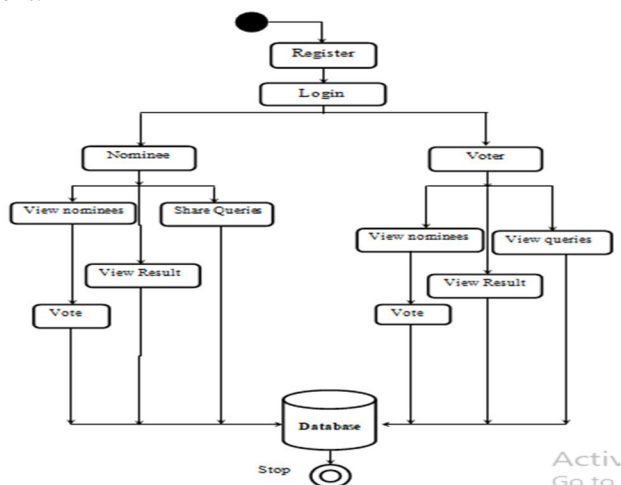 Register
Login
Nominee
Voter
View nominees
Share Queries
View nominees
View queries
View Result
View Result
Vote
Vote
Database
Stop
Activ
Go to